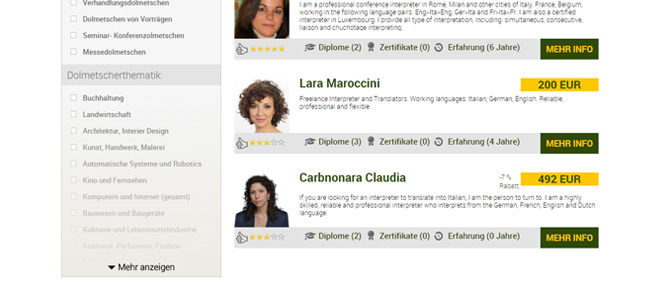 Verhandlungsdolmetschen
Dolmetschen von Vorträgen
Seminar- Konferenzdolmetschen
Messedolmetschen
Dolmetscherthematik:
Buchhaltung
Landwirtschaft
Architektur, Interier Design
Kunst, Handwerk, Malerei
Automatische Systeme und Robotics
Kino und Fernsehen
Komputern und Internet (gesamt)
Bauwesen und Baugeräte
Kulinarie und Lebensmittelindustrie
Kosmetik, Parfümerie, Fashion
Mehr anzeigen
I am a professional conference interpreter in Rome, Milan and other cities of Italy, France, Belgium,
working in the following language pairs: Eng>Ita>Eng, Ger>Ita and Fr>Ita>Fr. I am also a certified
interpreter in Luxembourg. I provide all type of interpretation, including: simultaneous, consecutive,
liaison and chuchotage interpreting.
Diplome (2) Zertifikate (0) Erfahrung (6 Jahre) MEHR INFO
Lara Maroccini 200 EUR
Freelance Interpreter and Translators. Working languages: Italian, German, English. Reliable,
professional and flexible
Diplome (3) Zertifikate (0) Erfahrung (4 Jahre) MEHR INFO
Carbnonara Claudia -7 % Rabatt 492 EUR
If you are looking for an interpreter to translate into Italian, I am the person to turn to. I am a highly
skilled, reliable and professional interpreter who interprets from the German, French, English and Dutch
language.
Diplome (2) Zertifikate (0) Erfahrung (0 Jahre) MEHR INFO